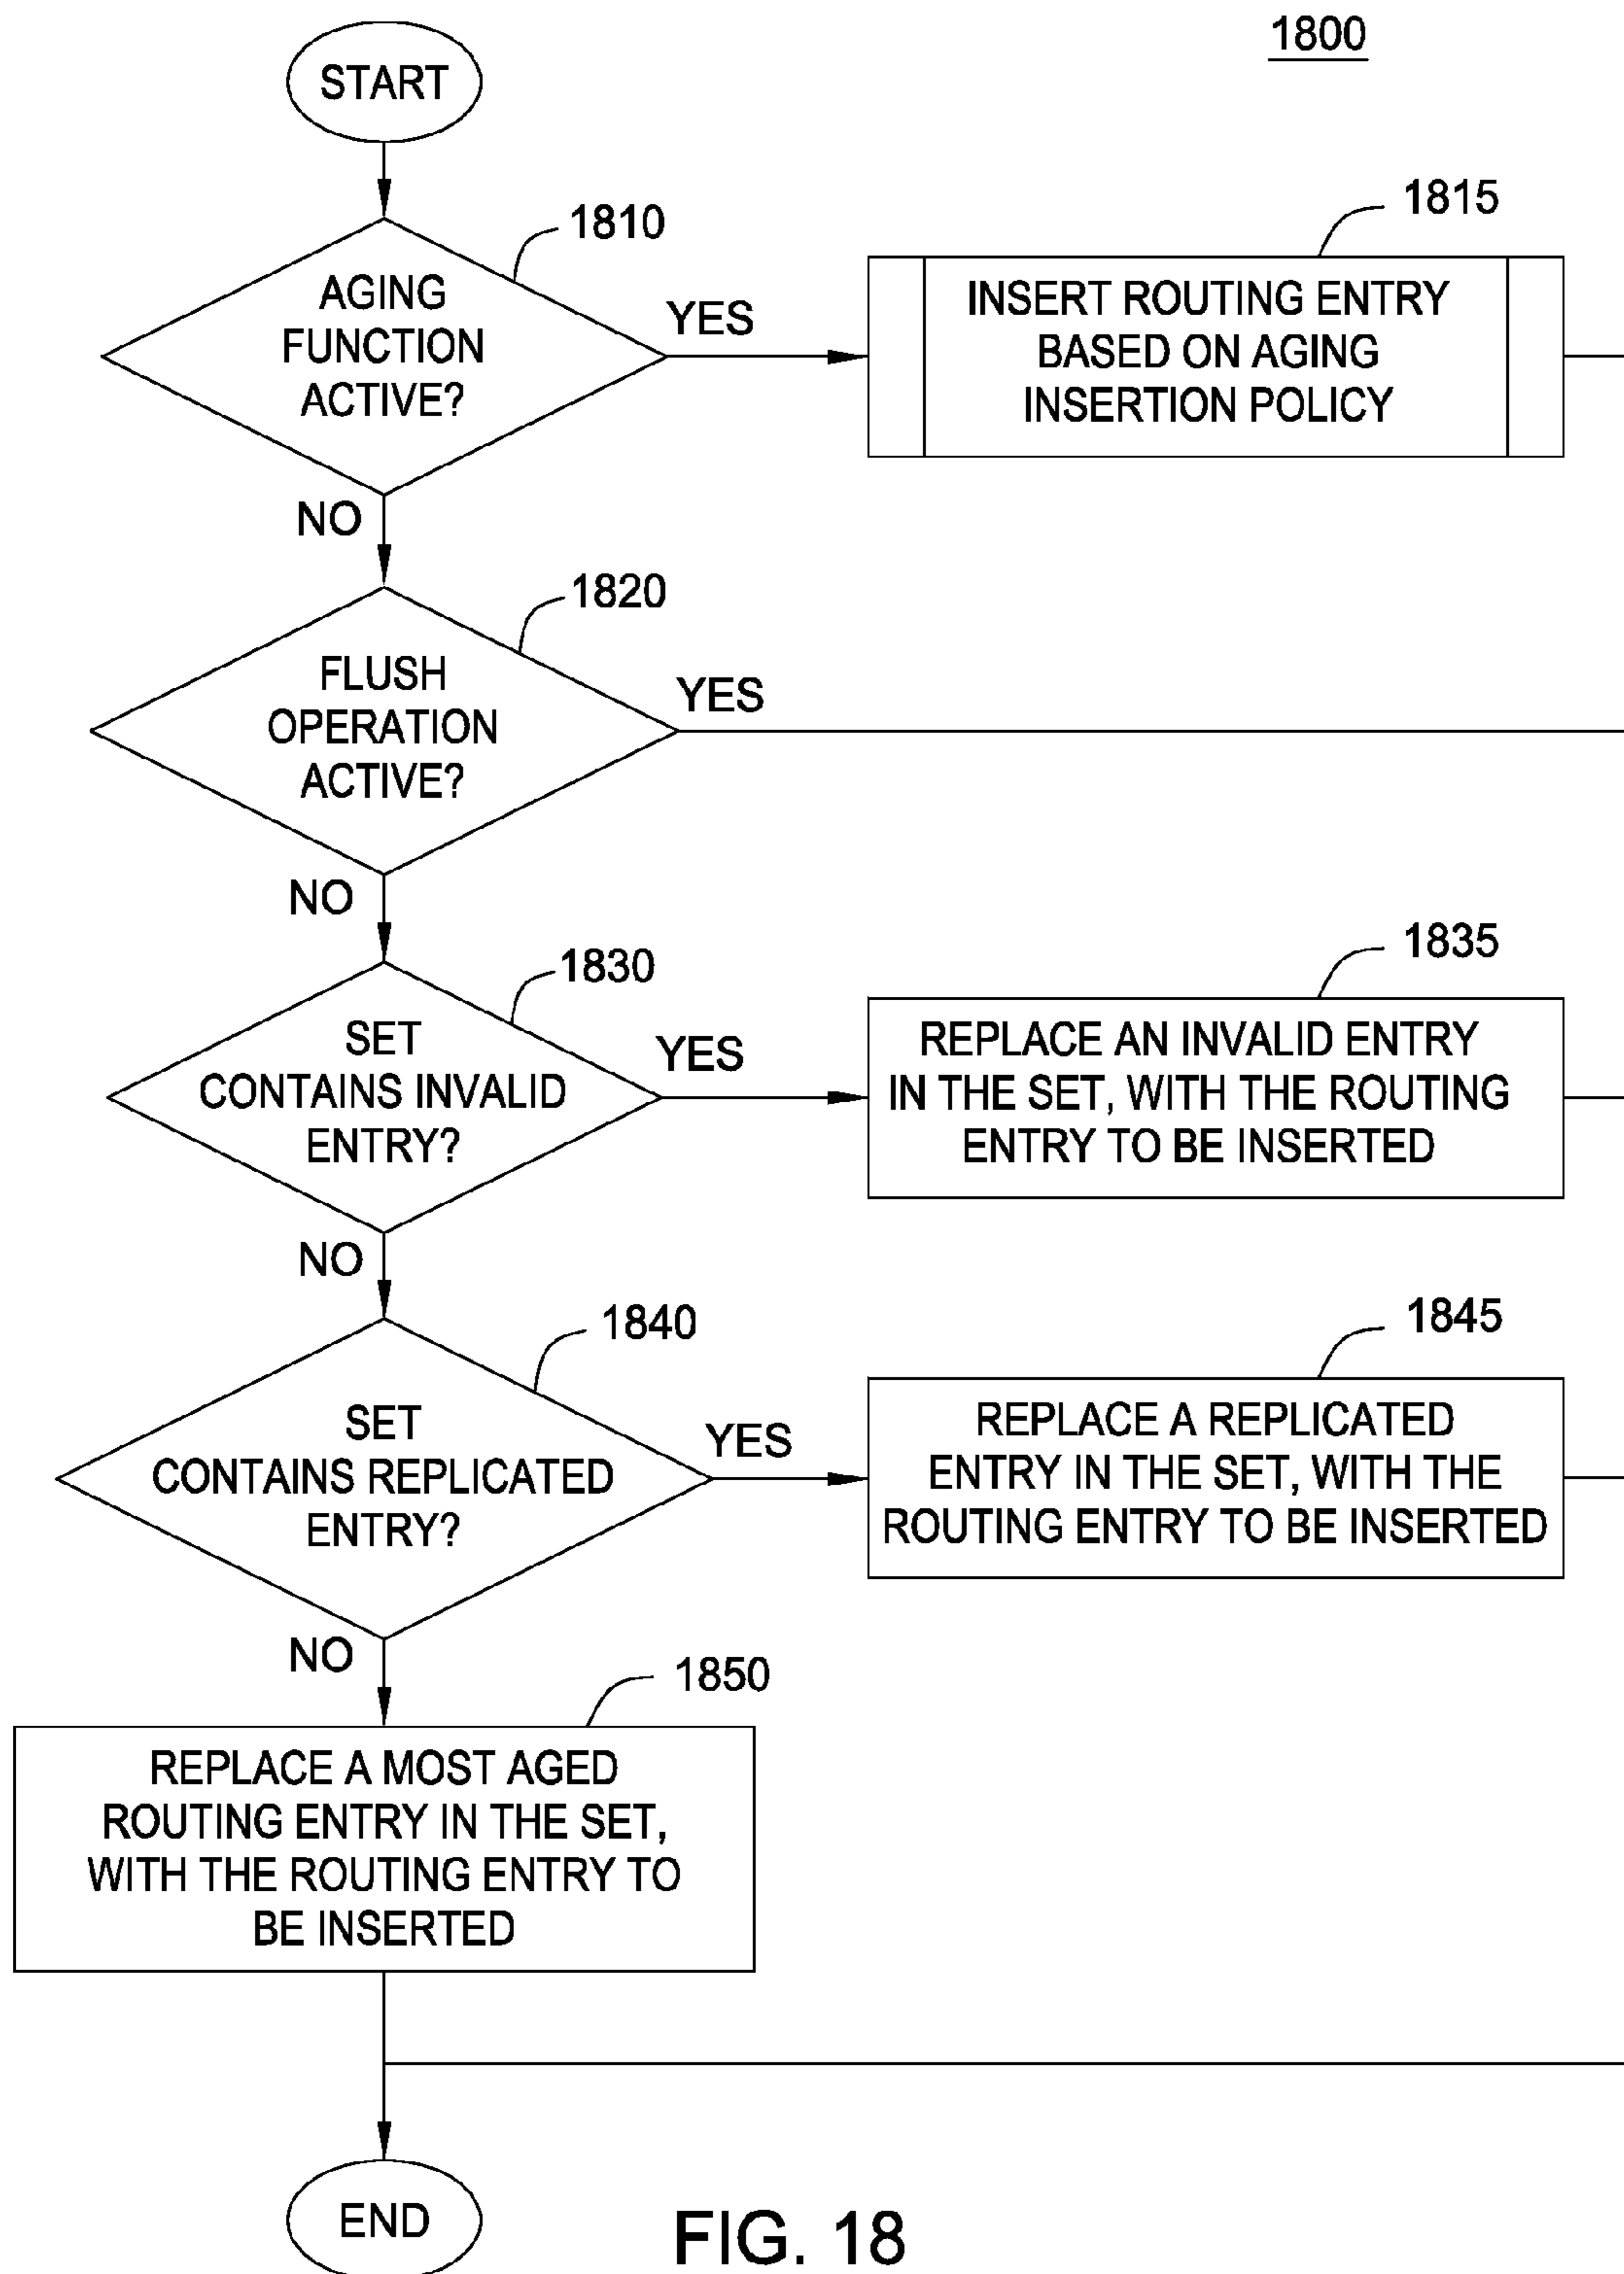 1800
START
1810
AGING
FUNCTION
ACTIVE?
YES
1815
INSERT ROUTING ENTRY
BASED ON AGING
INSERTION POLICY
NO
1820
FLUSH
OPERATION
ACTIVE?
YES
NO
1830
SET
CONTAINS INVALID
ENTRY?
YES
1835
REPLACE AN INVALID ENTRY
IN THE SET, WITH THE ROUTING
ENTRY TO BE INSERTED
NO
1840
SET
CONTAINS REPLICATED
ENTRY?
YES
1845
REPLACE A REPLICATED
ENTRY IN THE SET, WITH THE
ROUTING ENTRY TO BE INSERTED
NO
1850
REPLACE A MOST AGED
ROUTING ENTRY IN THE SET,
WITH THE ROUTING ENTRY TO
BE INSERTED
END
FIG. 18